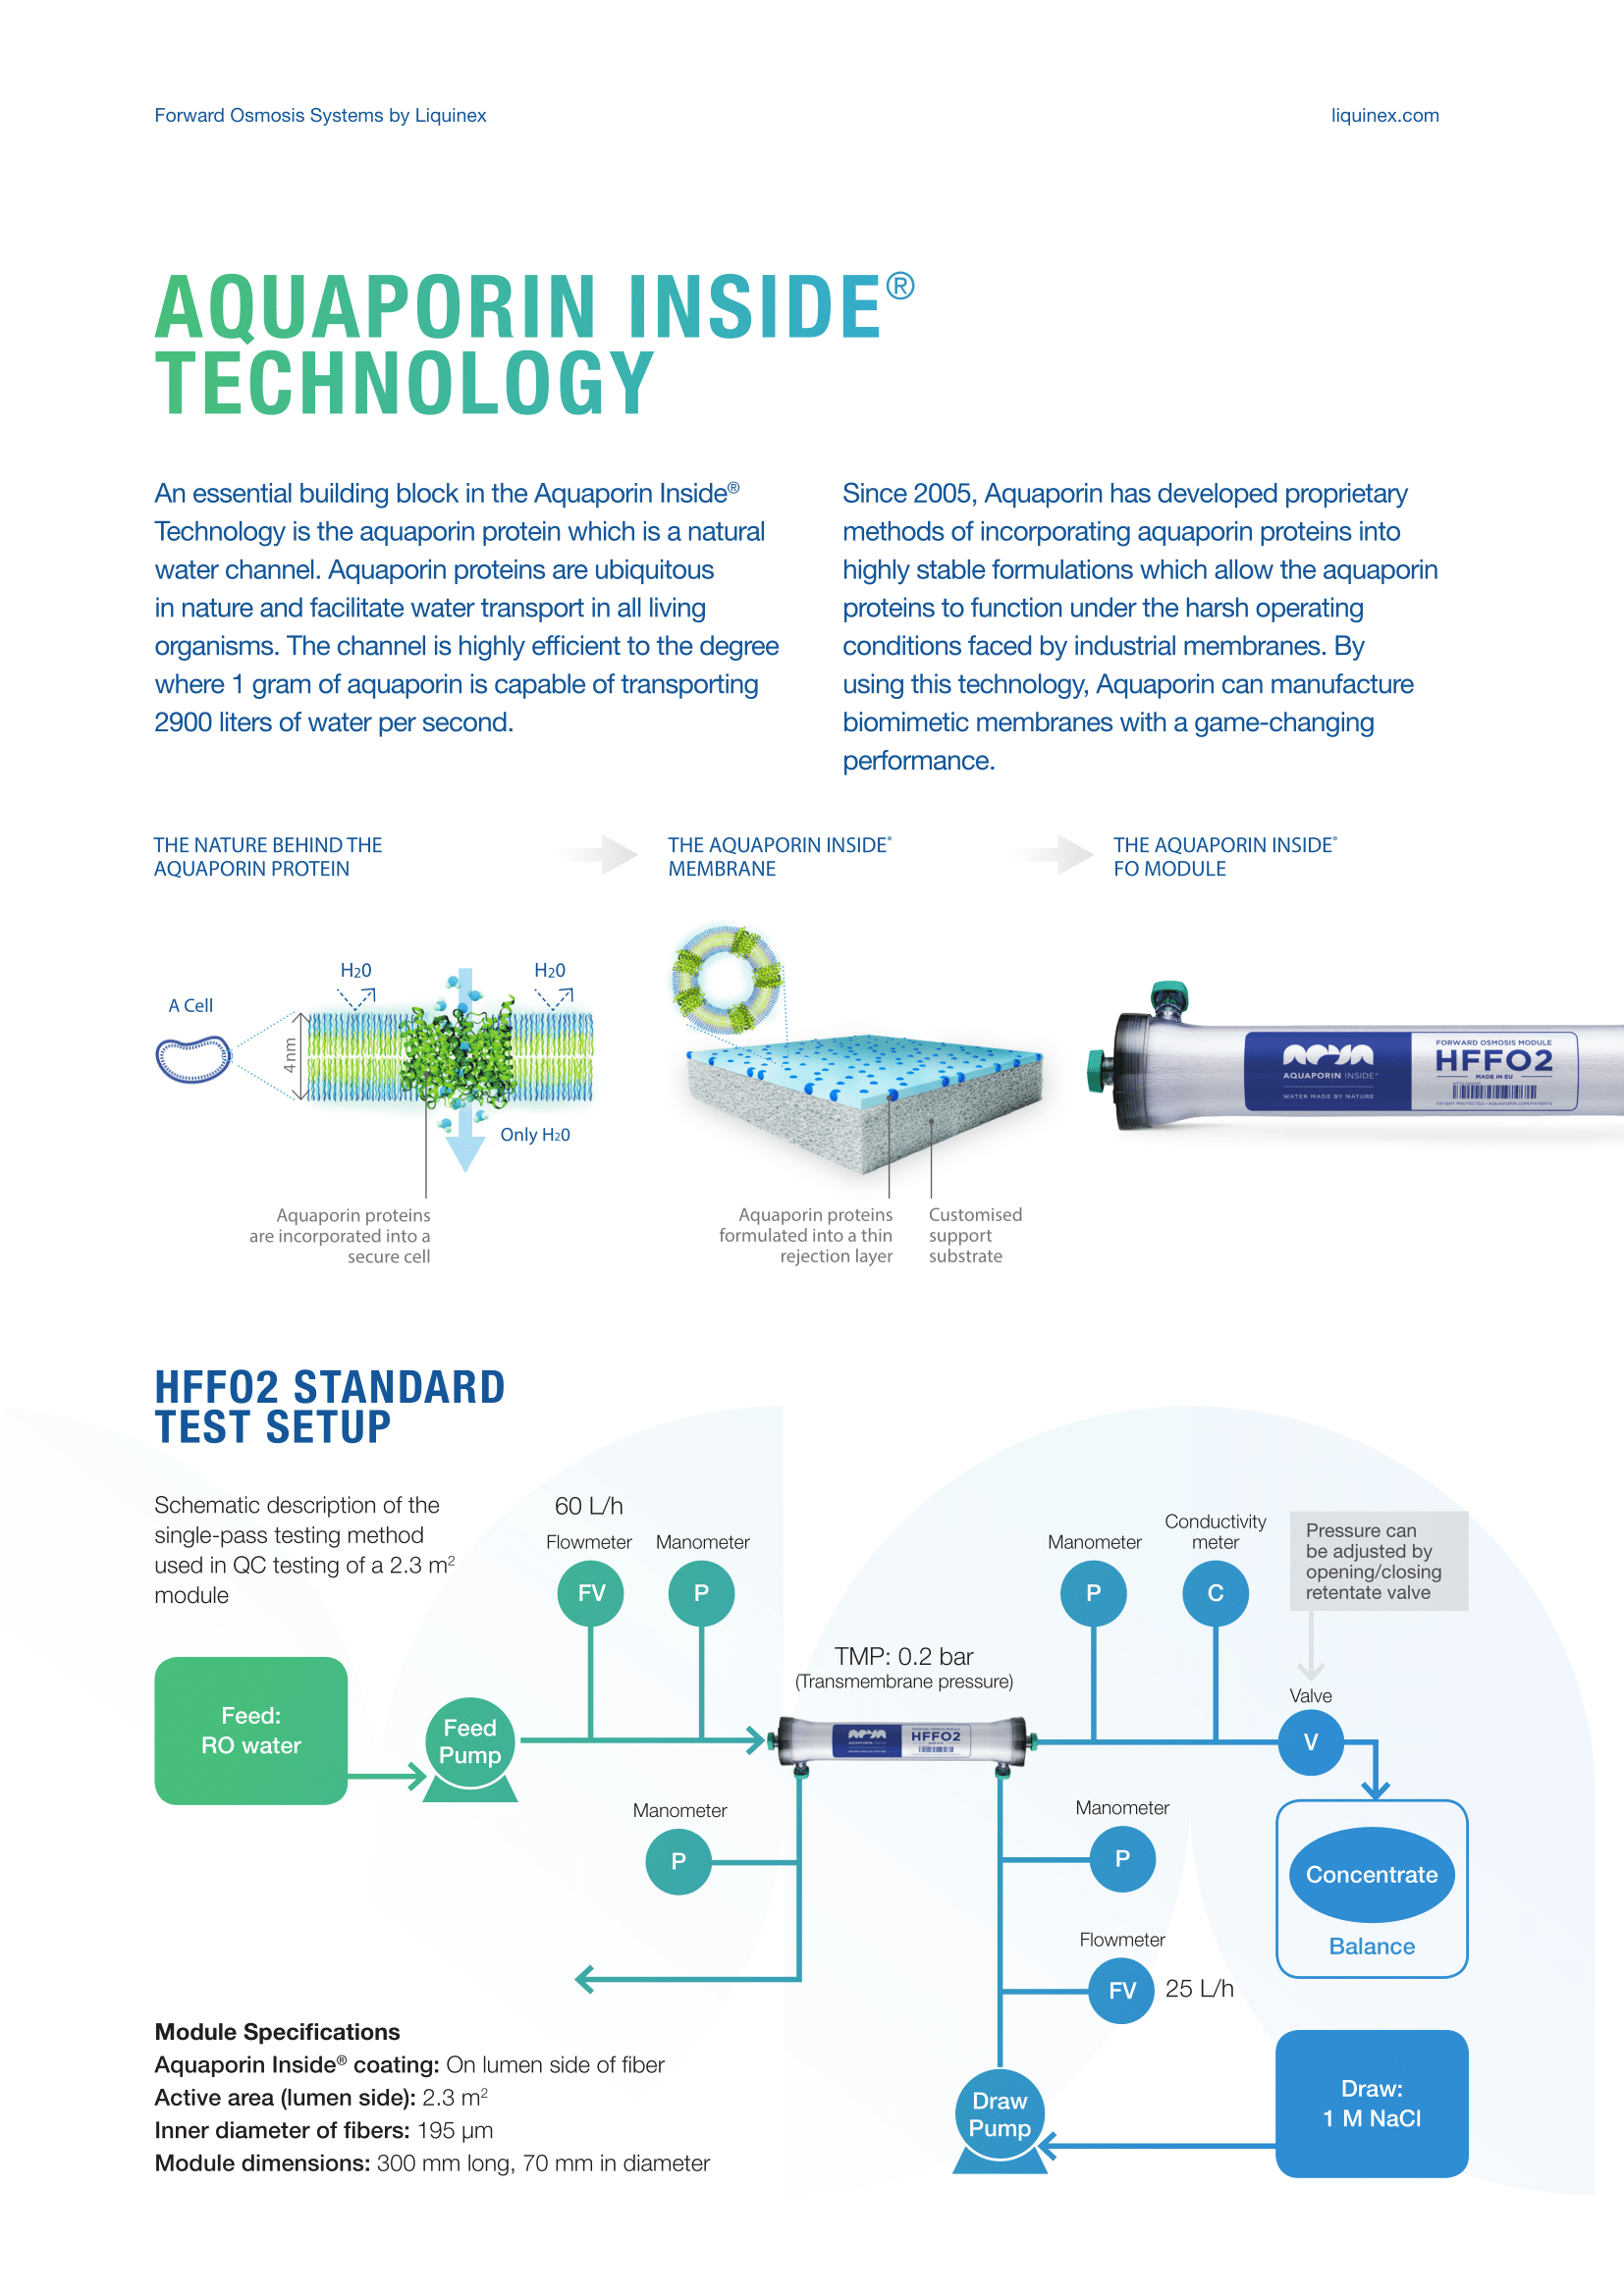 Forward Osmosis Systems by Liquinex
liquinex.com
AQUAPORIN INSIDE®
TECHNOLOGY
An essential building block in the Aquaporin Inside®
Technology is the aquaporin protein which is a natural
water channel. Aquaporin proteins are ubiquitous
in nature and facilitate water transport in all living
organisms. The channel is highly efficient to the degree
where 1 gram of aquaporin is capable of transporting
2900 liters of water per second.
Since 2005, Aquaporin has developed proprietary
methods of incorporating aquaporin proteins into
highly stable formulations which allow the aquaporin
proteins to function under the harsh operating
conditions faced by industrial membranes. By
using this technology, Aquaporin can manufacture
biomimetic membranes with a game-changing
performance.
THE NATURE BEHIND THE
AQUAPORIN PROTEIN
THE AQUAPORIN INSIDE®
MEMBRANE
THE AQUAPORIN INSIDE®
FO MODULE
A Cell
4nm
H20
H20
Only H20
Aquaporin proteins
are incorporated into a
secure cell
Aquaporin proteins
formulated into a thin
rejection layer
Customised
support
substrate
AQUAPORIN INSIDE™
WATER MADE BY NATURE
FORWARD OSMOSIS MODULE
HFFO2
MADE IN EU
PATENT PROTECTED • AQUAPORIN.COM/PATENTS
HFFO2 STANDARD
TEST SETUP
Schematic description of the
single-pass testing method
used in QC testing of a 2.3 m²
module
60 L/h
Flowmeter
FV
Manometer
P
Manometer
P
Conductivity
meter
C
Pressure can
be adjusted by
opening/closing
retentate valve
TMP: 0.2 bar
(Transmembrane pressure)
Valve
V
Feed:
RO water
Feed
Pump
HFFO2
Manometer
P
Manometer
P
Concentrate
Balance
Flowmeter
FV
25 L/h
Draw
Pump
Draw:
1 M NaCl
Module Specifications
Aquaporin Inside® coating: On lumen side of fiber
Active area (lumen side): 2.3 m²
Inner diameter of fibers: 195 µm
Module dimensions: 300 mm long, 70 mm in diameter